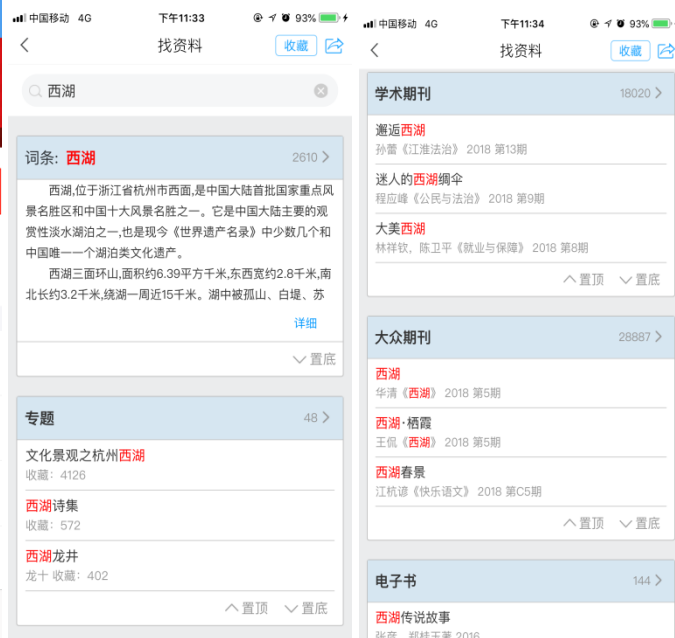 中国移动 4G 下午11:33 93%
找资料 收藏
西湖
词条: 西湖 2610
西湖,位于浙江省杭州市西面,是中国大陆首批国家重点风
景名胜区和中国十大风景名胜之一。它是中国大陆主要的观
赏性淡水湖泊之一,也是现今《世界遗产名录》中少数几个和
中国唯一一个湖泊类文化遗产。
西湖三面环山,面积约6.39平方千米,东西宽约2.8千米,南
北长约3.2千米,绕湖一周近15千米。湖中被孤山、白堤、苏
详细
置底
专题 48
文化景观之杭州西湖
收藏: 4126
西湖诗集
收藏: 572
西湖龙井
龙十 收藏: 402
置顶 置底
中国移动 4G 下午11:34 93%
找资料 收藏
学术期刊 18020
邂逅西湖
孙蕾《江淮法治》 2018 第13期
迷人的西湖绸伞
程应峰《公民与法治》 2018 第9期
大美西湖
林祥钦,陈卫平《就业与保障》 2018 第8期
置顶 置底
大众期刊 28887
西湖
华清《西湖》 2018 第5期
西湖·栖霞
王侃《西湖》 2018 第5期
西湖春景
江杭谚《快乐语文》 2018 第C5期
置顶 置底
电子书 144
西湖传说故事
张彦,郑桂玉著 2016